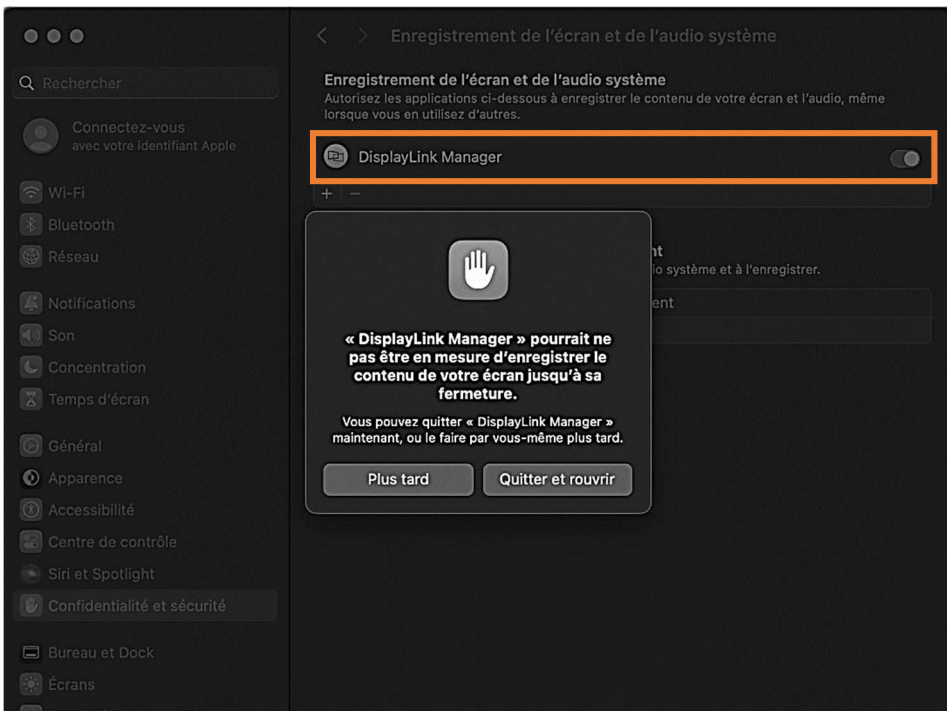 Enregistrement de l'écran et de l'audio système
Rechercher
Connectez-vous
avec votre identifiant Apple
Wi-Fi
Bluetooth
Réseau
Notifications
Son
Concentration
Temps d'écran
Général
Apparence
Accessibilité
Centre de contrôle
Siri et Spotlight
Confidentialité et sécurité
Bureau et Dock
Écrans
Enregistrement de l'écran et de l'audio système
Autorisez les applications ci-dessous à enregistrer le contenu de votre écran et l'audio, même
lorsque vous en utilisez d'autres.
DisplayLink Manager
+ −
système et à l'enregistrer.
« DisplayLink Manager » pourrait ne
pas être en mesure d'enregistrer le
contenu de votre écran jusqu'à sa
fermeture.
Vous pouvez quitter « DisplayLink Manager »
maintenant, ou le faire par vous-même plus tard.
Plus tard
Quitter et rouvrir